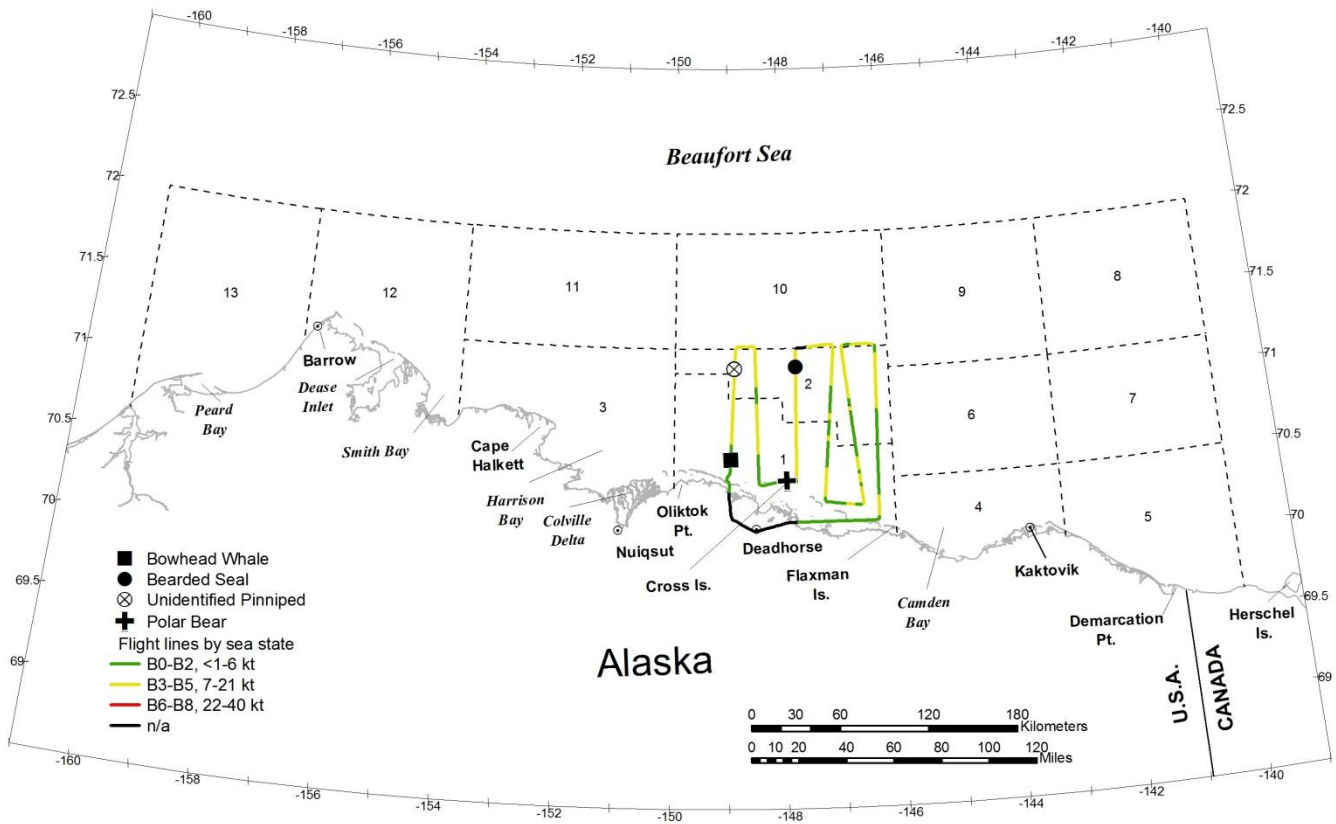 -160
-158
-156
-154
-152
-150
-148
-146
-144
-142
-140
72.5
72.5
Beaufort Sea
72
72
71.5
71.5
13
12
11
10
9
8
71
71
Barrow
Dease
Inlet
Peard
Bay
2
3
6
7
70.5
70.5
Smith Bay
Cape
Halkett
1
Harrison
Bay
Colville
Delta
Oliktok
Pt.
4
5
70
70
Nuiqsut
Deadhorse
Cross Is.
Flaxman
Is.
Camden
Bay
Kaktovik
Demarcation
Pt.
Herschel
Is.
69.5
69.5
Alaska
U.S.A.
CANADA
69
69
Bowhead Whale
Bearded Seal
Unidentified Pinniped
Polar Bear
Flight lines by sea state
B0-B2, <1-6 kt
B3-B5, 7-21 kt
B6-B8, 22-40 kt
n/a
0 30 60 120 180
Kilometers
0 10 20 40 60 80 100 120
Miles
-160
-158
-156
-154
-152
-150
-148
-146
-144
-142
-140